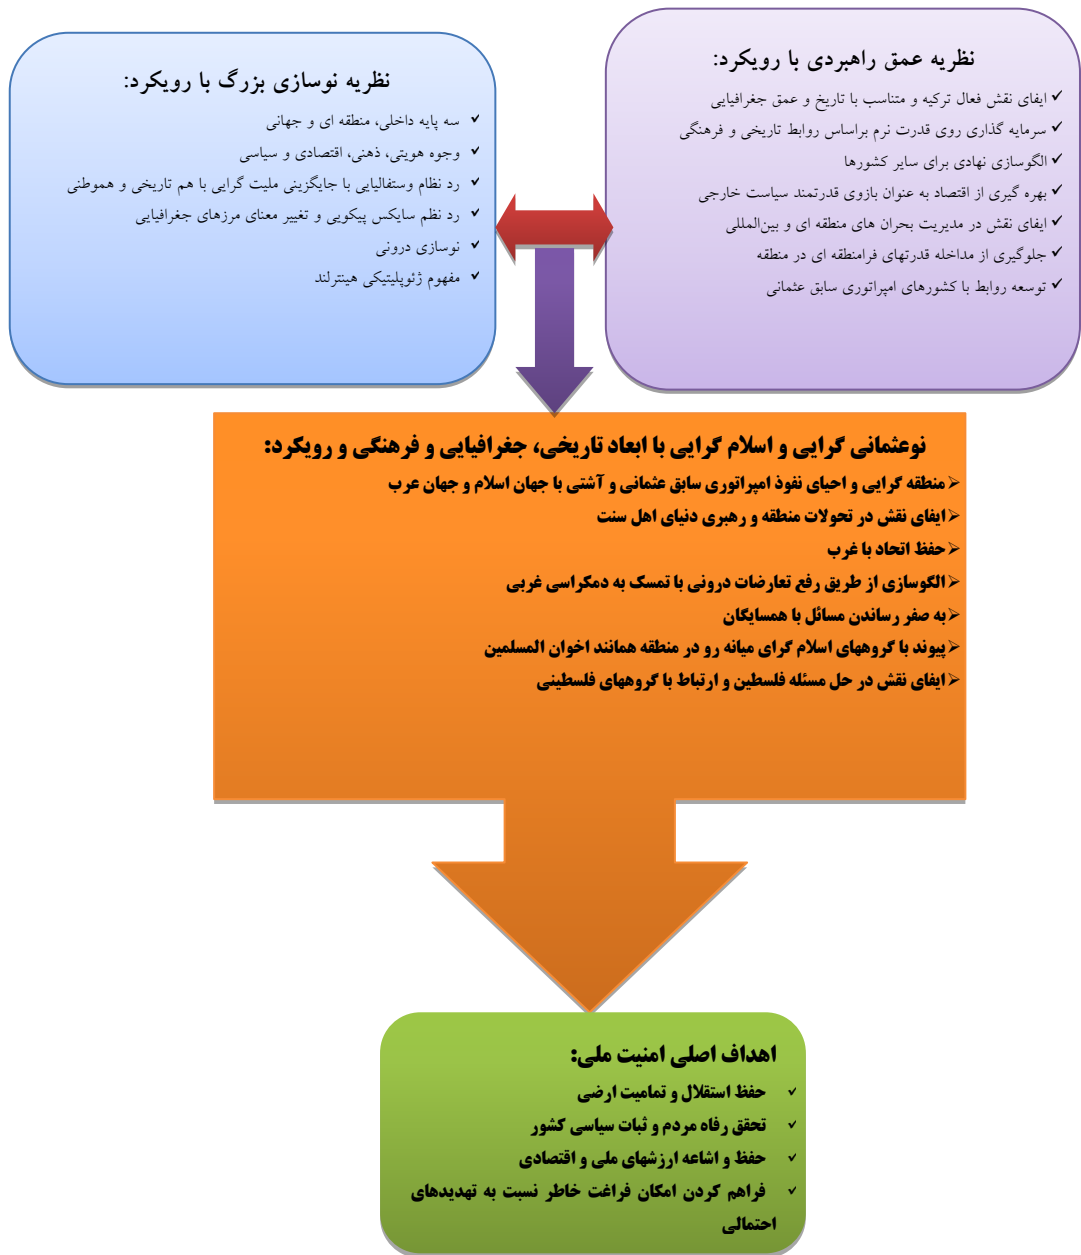 نظریه عمق راهبردی با رویکرد:
✓ ایفای نقش فعال ترکیه و متناسب با تاریخ و عمق جغرافیایی
✓ سرمایه گذاری روی قدرت نرم براساس روابط تاریخی و فرهنگی
✓ الگوسازی نهادی برای سایر کشورها
✓ بهره گیری از اقتصاد به عنوان بازوی قدرتمند سیاست خارجی
✓ ایفای نقش در مدیریت بحران های منطقه ای و بین‌المللی
✓ جلوگیری از مداخله قدرتهای فرامنطقه ای در منطقه
✓ توسعه روابط با کشورهای امپراتوری سابق عثمانی
نظریه نوسازی بزرگ با رویکرد:
✓ سه پایه داخلی، منطقه ای و جهانی
✓ وجوه هویتی، ذهنی، اقتصادی و سیاسی
✓ رد نظام وستفالیایی با جایگزینی ملیت گرایی با هم تاریخی و هموطنی
✓ رد نظم سایکس پیکویی و تغییر معنای مرزهای جغرافیایی
✓ نوسازی درونی
✓ مفهوم ژئوپلیتیکی هینترلند
نوعثمانی گرایی و اسلام گرایی با ابعاد تاریخی، جغرافیایی و فرهنگی و رویکرد:
➢ منطقه گرایی و احیای نفوذ امپراتوری سابق عثمانی و آشتی با جهان اسلام و جهان عرب
➢ ایفای نقش در تحولات منطقه و رهبری دنیای اهل سنت
➢ حفظ اتحاد با غرب
➢ الگوسازی از طریق رفع تعارضات درونی با تمسک به دمکراسی غربی
➢ به صفر رساندن مسائل با همسایگان
➢ پیوند با گروههای اسلام گرای میانه رو در منطقه همانند اخوان المسلمین
➢ ایفای نقش در حل مسئله فلسطین و ارتباط با گروههای فلسطینی
اهداف اصلی امنیت ملی:
✓ حفظ استقلال و تمامیت ارضی
✓ تحقق رفاه مردم و ثبات سیاسی کشور
✓ حفظ و اشاعه ارزشهای ملی و اقتصادی
✓ فراهم کردن امکان فراغت خاطر نسبت به تهدیدهای
احتمالی